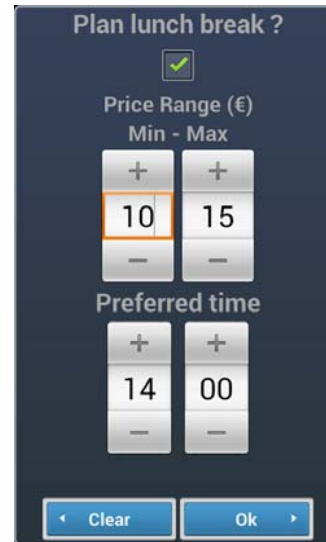 Plan lunch break ?
Price Range (€)
Min - Max
+ +
10 15
- -
Preferred time
+ +
14 00
- -
Clear Ok